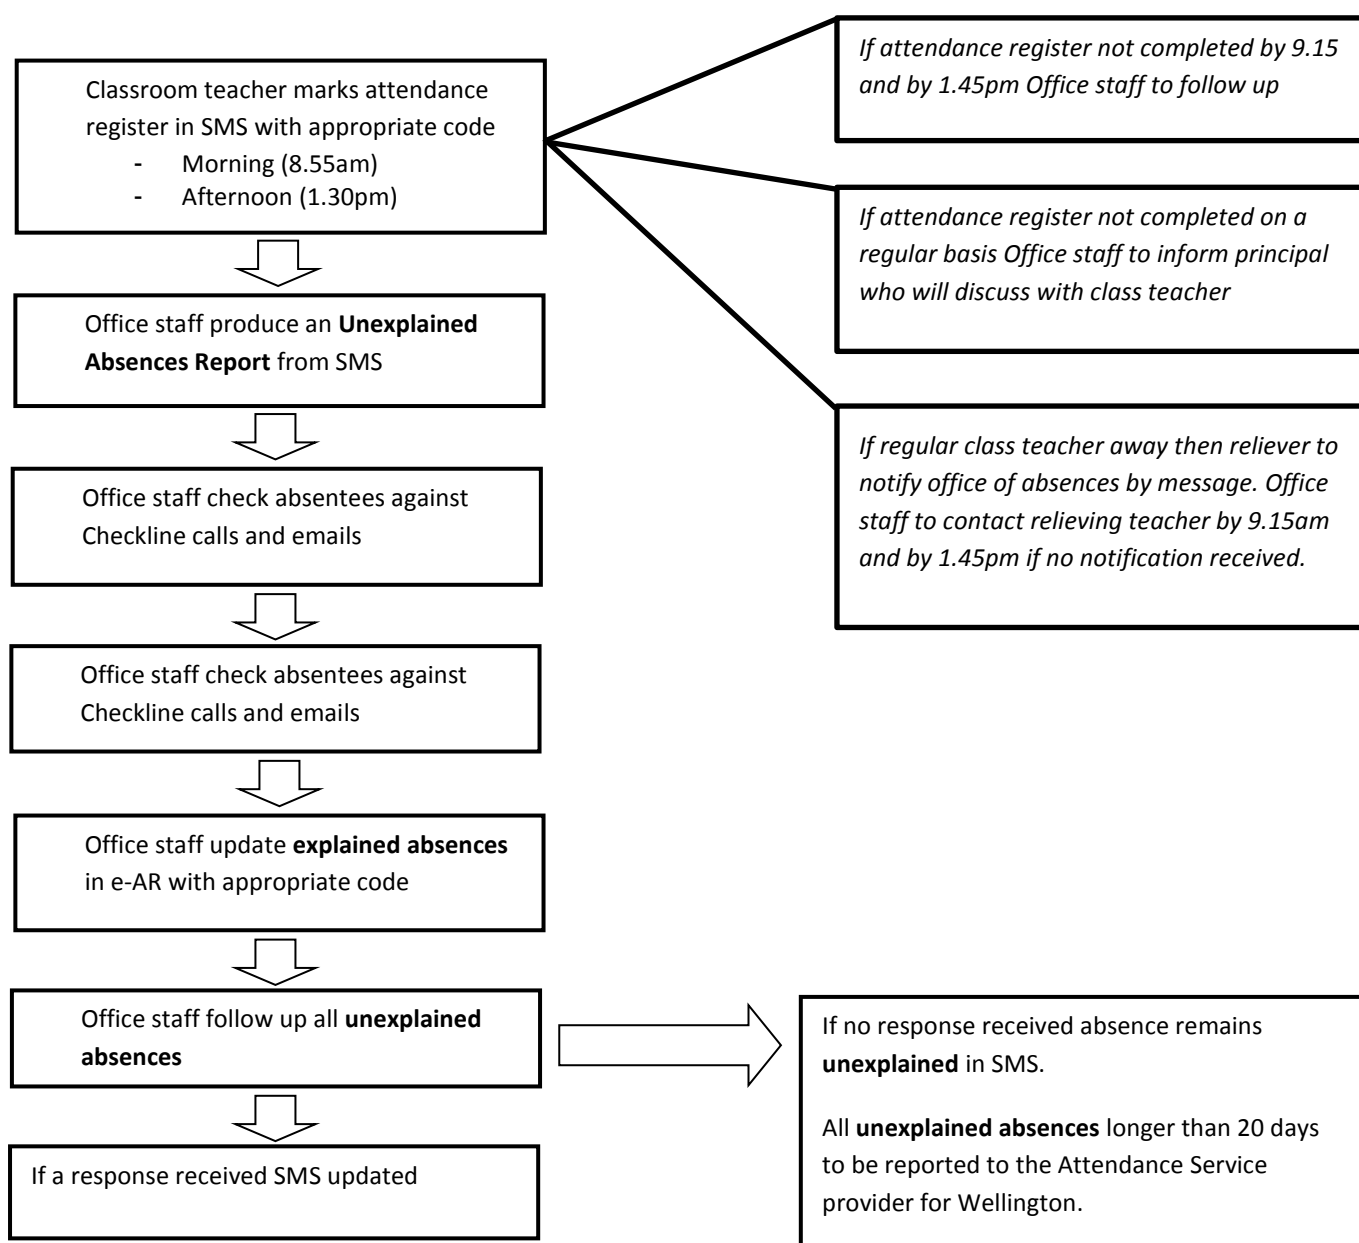 Classroom teacher marks attendance
register in SMS with appropriate code
- Morning (8.55am)
- Afternoon (1.30pm)
If attendance register not completed by 9.15
and by 1.45pm Office staff to follow up
If attendance register not completed on a
regular basis Office staff to inform principal
who will discuss with class teacher
If regular class teacher away then reliever to
notify office of absences by message. Office
staff to contact relieving teacher by 9.15am
and by 1.45pm if no notification received.
Office staff produce an Unexplained
Absences Report from SMS
Office staff check absentees against
Checkline calls and emails
Office staff check absentees against
Checkline calls and emails
Office staff update explained absences
in e-AR with appropriate code
Office staff follow up all unexplained
absences
If no response received absence remains
unexplained in SMS.
All unexplained absences longer than 20 days
to be reported to the Attendance Service
provider for Wellington.
If a response received SMS updated